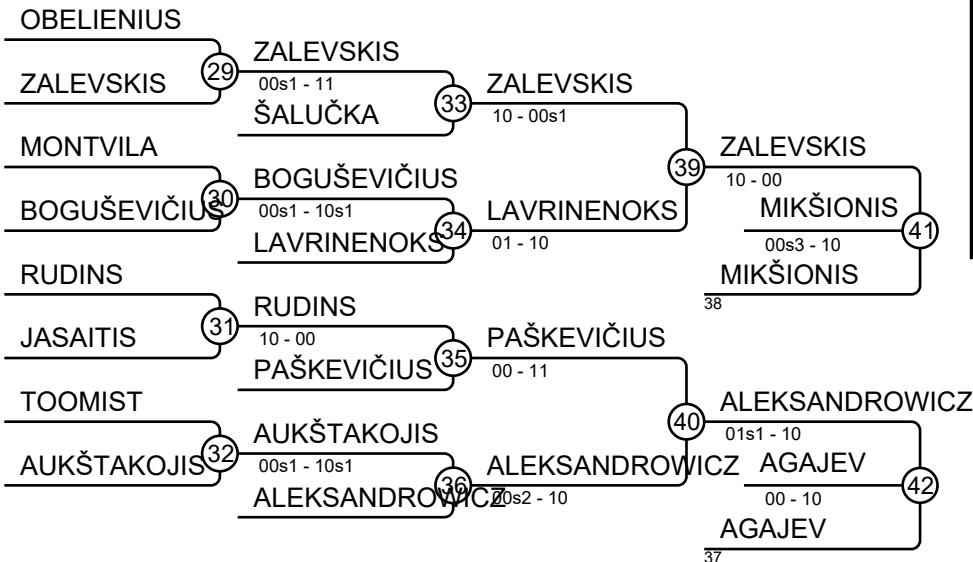 OBELIENIUS
29
ZALEVSKIS
ZALEVSKIS
00s1 - 11
33
ŠALUČKA
ZALEVSKIS
10 - 00s1
MONTVILA
30
BOGUŠEVIČIUS
BOGUŠEVIČIUS
00s1 - 10s1
34
LAVRINENOKS
LAVRINENOKS
01 - 10
39
ZALEVSKIS
10 - 00
MIKŠIONIS
00s3 - 10
41
MIKŠIONIS
38
RUDINS
31
JASAITIS
RUDINS
10 - 00
35
PAŠKEVIČIUS
PAŠKEVIČIUS
00 - 11
TOOMIST
32
AUKŠTAKOJIS
AUKŠTAKOJIS
00s1 - 10s1
36
ALEKSANDROWICZ
ALEKSANDROWICZ
00s2 - 10
40
ALEKSANDROWICZ
01s1 - 10
AGAJEV
00 - 10
42
AGAJEV
37